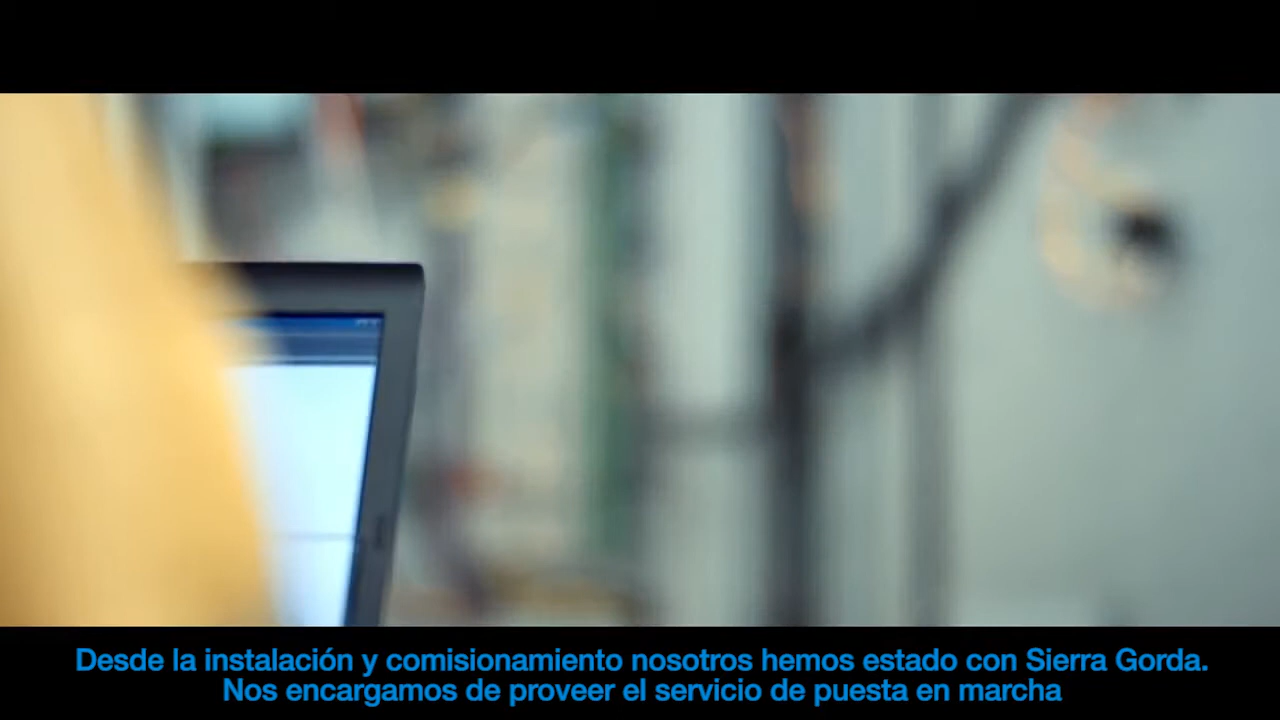 Desde la instalación y comisionamiento nosotros hemos estado con Sierra Gorda.
Nos encargamos de proveer el servicio de puesta en marcha